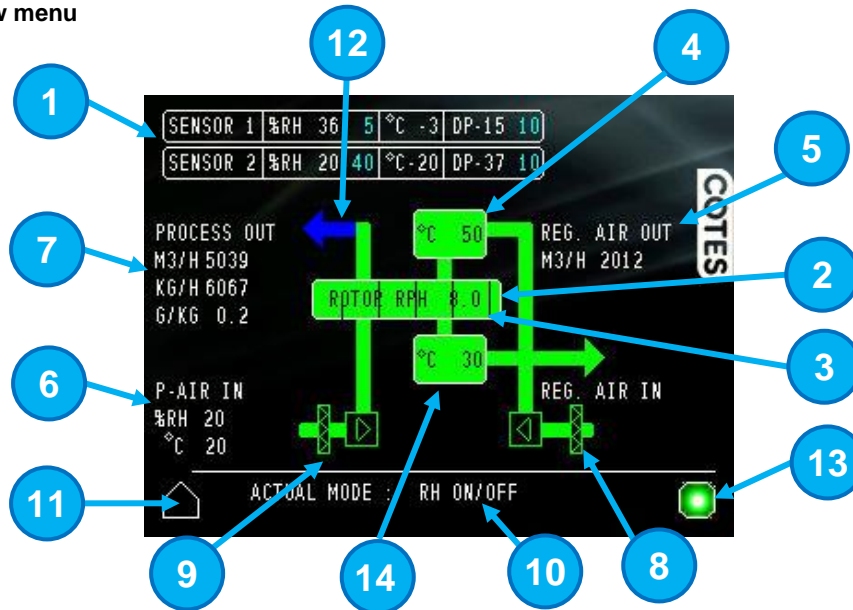 w menu
12
4
1
SENSOR 1 %RH 36 5 °C -3 DP-15 10
SENSOR 2 %RH 20 40 °C-20 DP-37 10
5
COTES
7
PROCESS OUT
M3/H 5039
KG/H 6067
G/KG 0.2
°C 50
REG. AIR OUT
M3/H 2012
2
ROTOR RPH 8.0
3
°C 30
6
P-AIR IN
%RH 20
°C 20
REG. AIR IN
13
11
ACTUAL MODE : RH ON/OFF
9
14
10
8